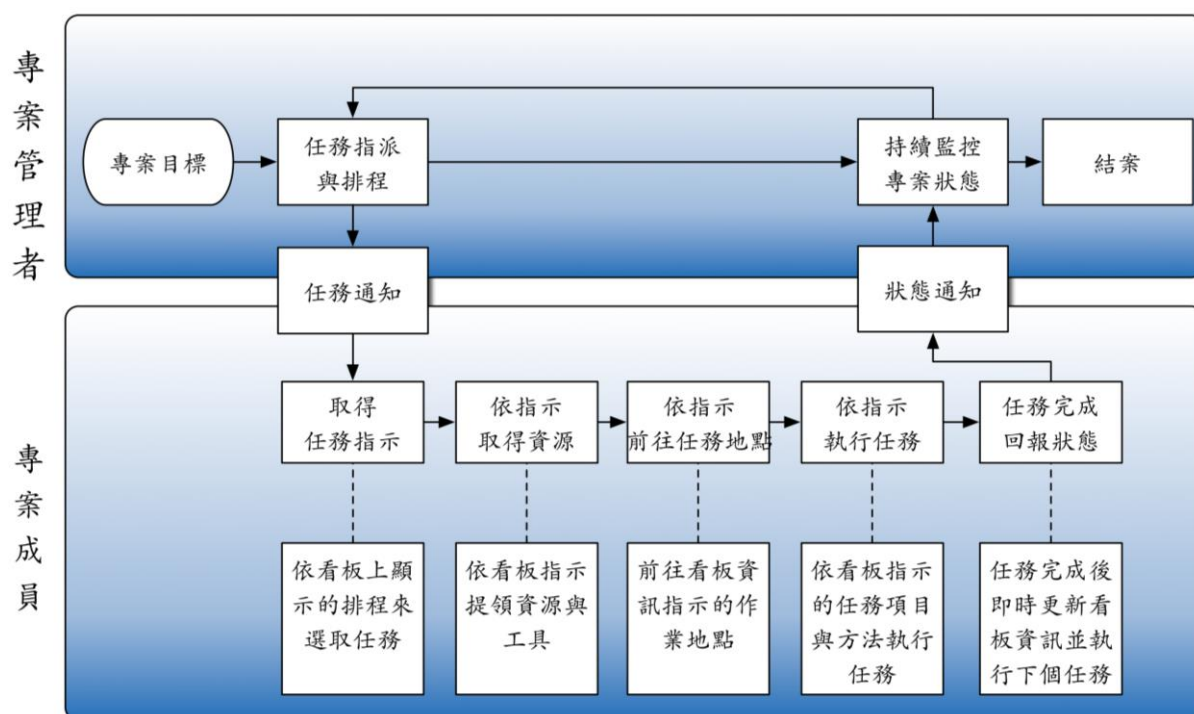 專案管理者
專案目標
任務指派
與排程
持續監控
專案狀態
結案
任務通知
狀態通知
專案成員
取得
任務指示
依指示
取得資源
依指示
前往任務地點
依指示
執行任務
任務完成
回報狀態
依看板上顯
示的排程來
選取任務
依看板指示
提領資源與
工具
前往看板資
訊指示的作
業地點
依看板指示
的任務項目
與方法執行
任務
任務完成後
即時更新看
板資訊並執
行下個任務